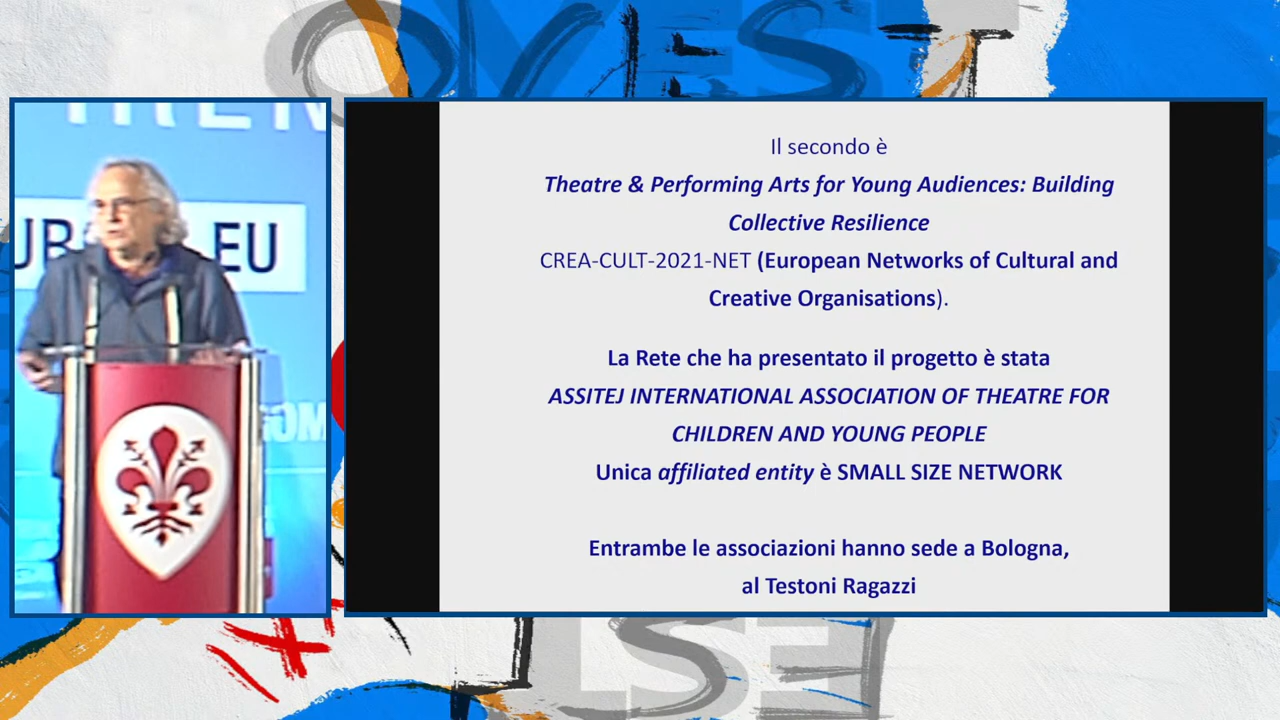 OVEST
EU
Il secondo è
Theatre & Performing Arts for Young Audiences: Building
Collective Resilience
CREA-CULT-2021-NET (European Networks of Cultural and
Creative Organisations).
La Rete che ha presentato il progetto è stata
ASSITEJ INTERNATIONAL ASSOCIATION OF THEATRE FOR
CHILDREN AND YOUNG PEOPLE
Unica affiliated entity è SMALL SIZE NETWORK
Entrambe le associazioni hanno sede a Bologna,
al Testoni Ragazzi